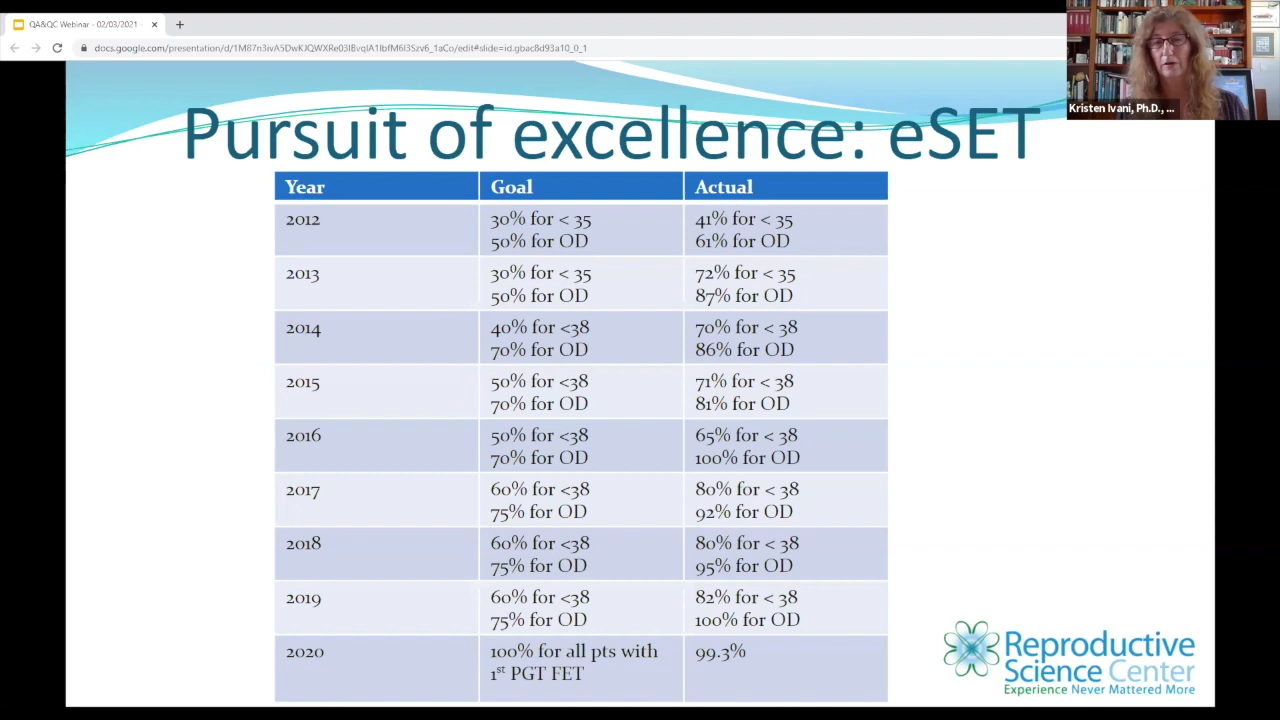 QA&QC Webinar - 02/03/2021 -
docs.google.com/presentation/d/1M87n3ivA5DwKJQWXRe03IBvqIA1lbfM6l3Szv6_1aCo/edit#slide=id.gbac8d93a10_0_1
Kristen Ivani, Ph.D., ...
Pursuit of excellence: eSET
Year Goal Actual
2012 30% for < 35 41% for < 35
50% for OD 61% for OD
2013 30% for < 35 72% for < 35
50% for OD 87% for OD
2014 40% for <38 70% for < 38
70% for OD 86% for OD
2015 50% for <38 71% for < 38
70% for OD 81% for OD
2016 50% for <38 65% for < 38
70% for OD 100% for OD
2017 60% for <38 80% for < 38
75% for OD 92% for OD
2018 60% for <38 80% for < 38
75% for OD 95% for OD
2019 60% for <38 82% for < 38
75% for OD 100% for OD
2020 100% for all pts with 99.3%
1st PGT FET
Reproductive
Science Center
Experience Never Mattered More